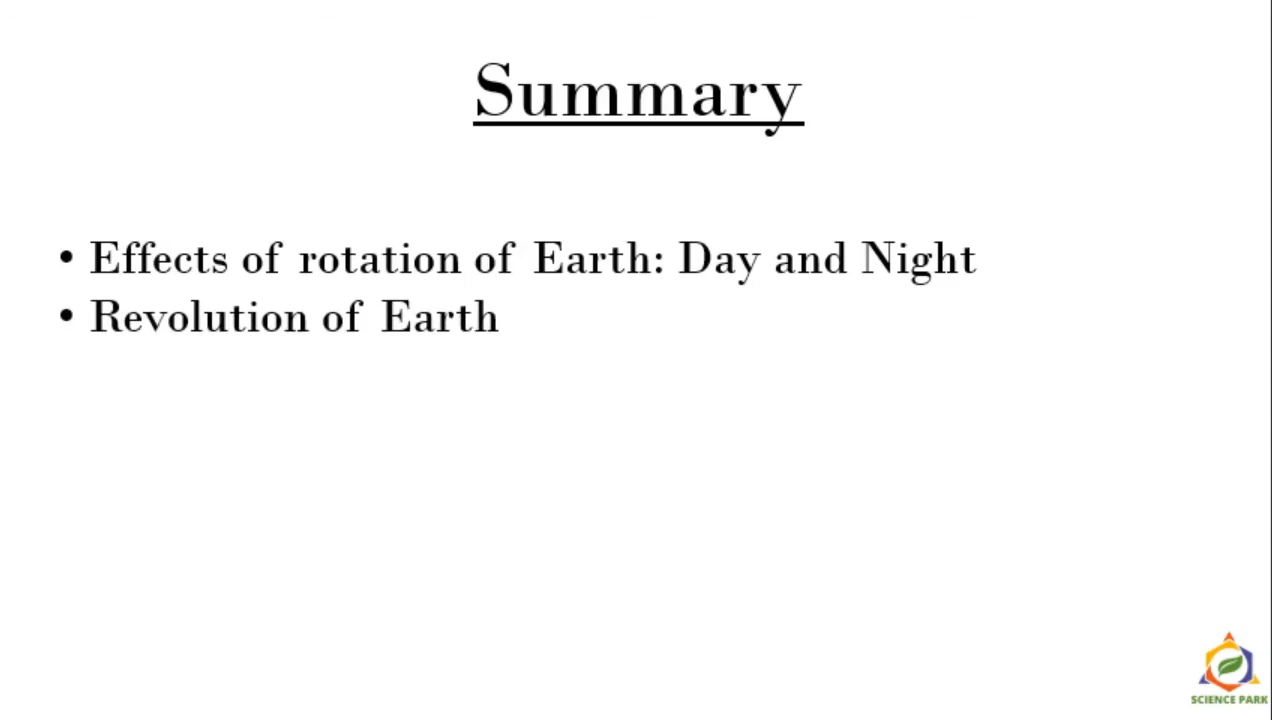 Summary
• Effects of rotation of Earth: Day and Night
• Revolution of Earth
SCIENCE PARK